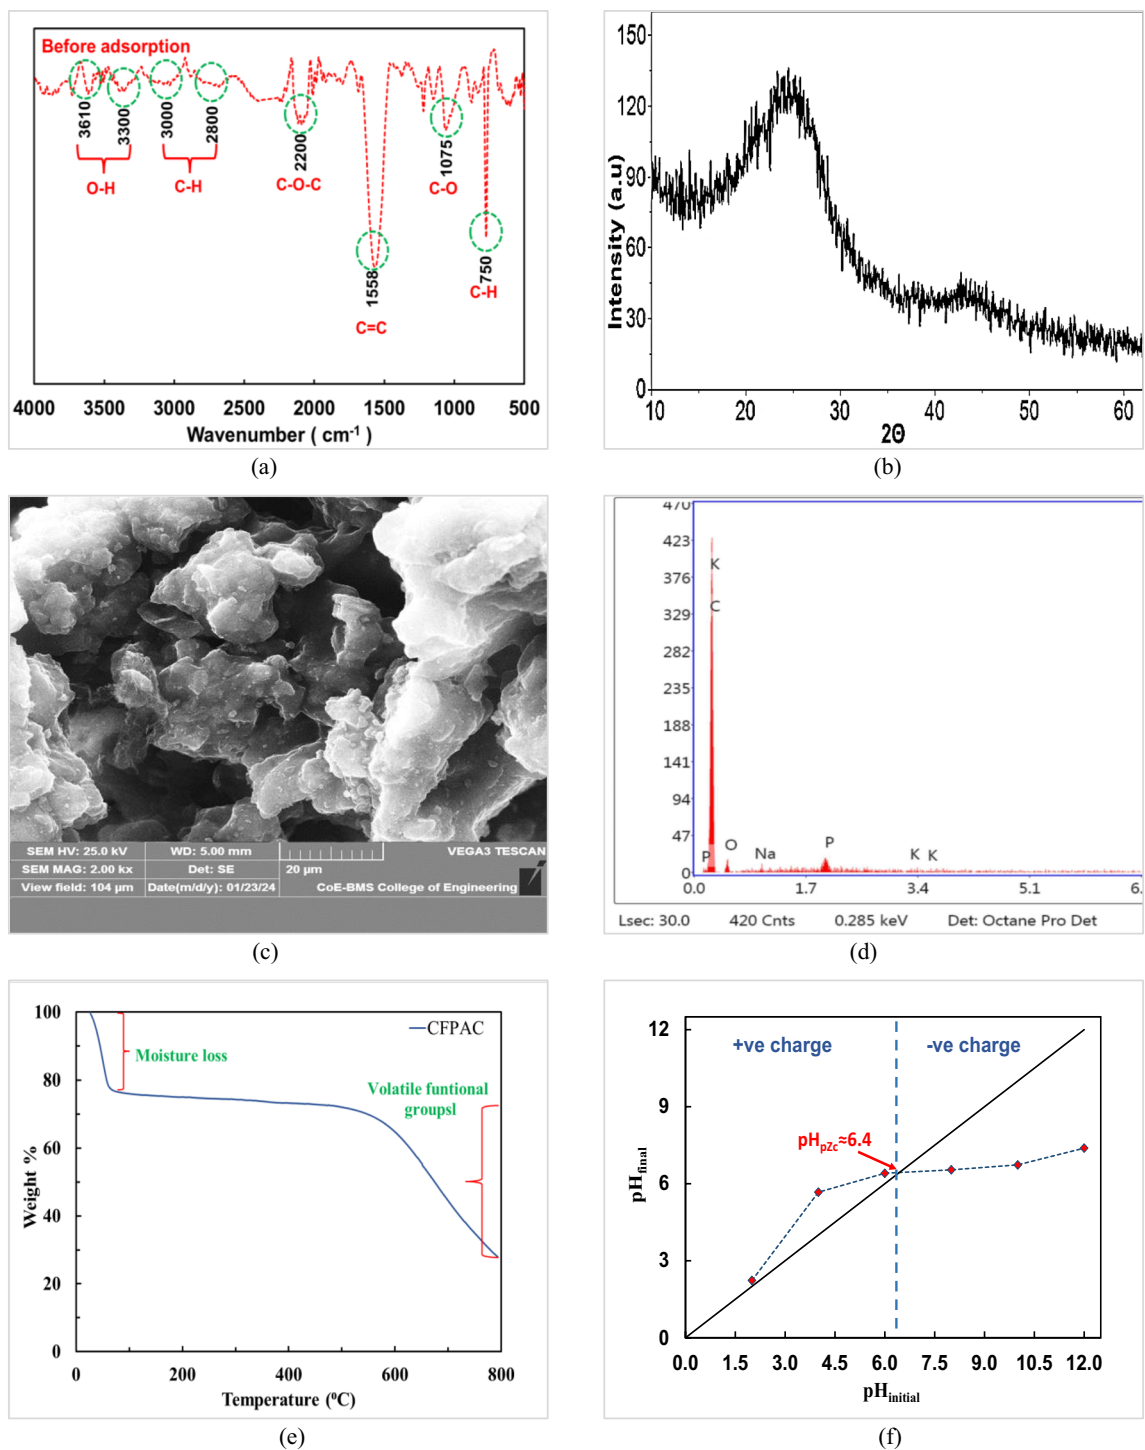 Before adsorption
3610
3300
3000
2800
2200
1558
1075
750
O-H
C-H
C-O-C
C=C
C-O
C-H
4000 3500 3000 2500 2000 1500 1000 500
Wavenumber ( cm-1 )
(a)
150
120
90
60
30
0
Intensity (a.u)
10 20 30 40 50 60
2Θ
(b)
SEM HV: 25.0 kV WD: 5.00 mm VEGA3 TESCAN
SEM MAG: 2.00 kx Det: SE 20 µm
View field: 104 µm Date(m/d/y): 01/23/24 CoE-BMS College of Engineering
(c)
470
423
376
329
282
235
188
141
94
47
0
K
C
P
O
Na
P
K K
0.0 1.7 3.4 5.1 6.
Lsec: 30.0 420 Cnts 0.285 keV Det: Octane Pro Det
(d)
100
80
60
40
20
0
Weight %
CFPAC
Moisture loss
Volatile funtional
groupsl
0 200 400 600 800
Temperature (⁰C)
(e)
12
9
6
3
0
pHfinal
+ve charge -ve charge
pHpZc≈6.4
0.0 1.5 3.0 4.5 6.0 7.5 9.0 10.5 12.0
pHinitial
(f)